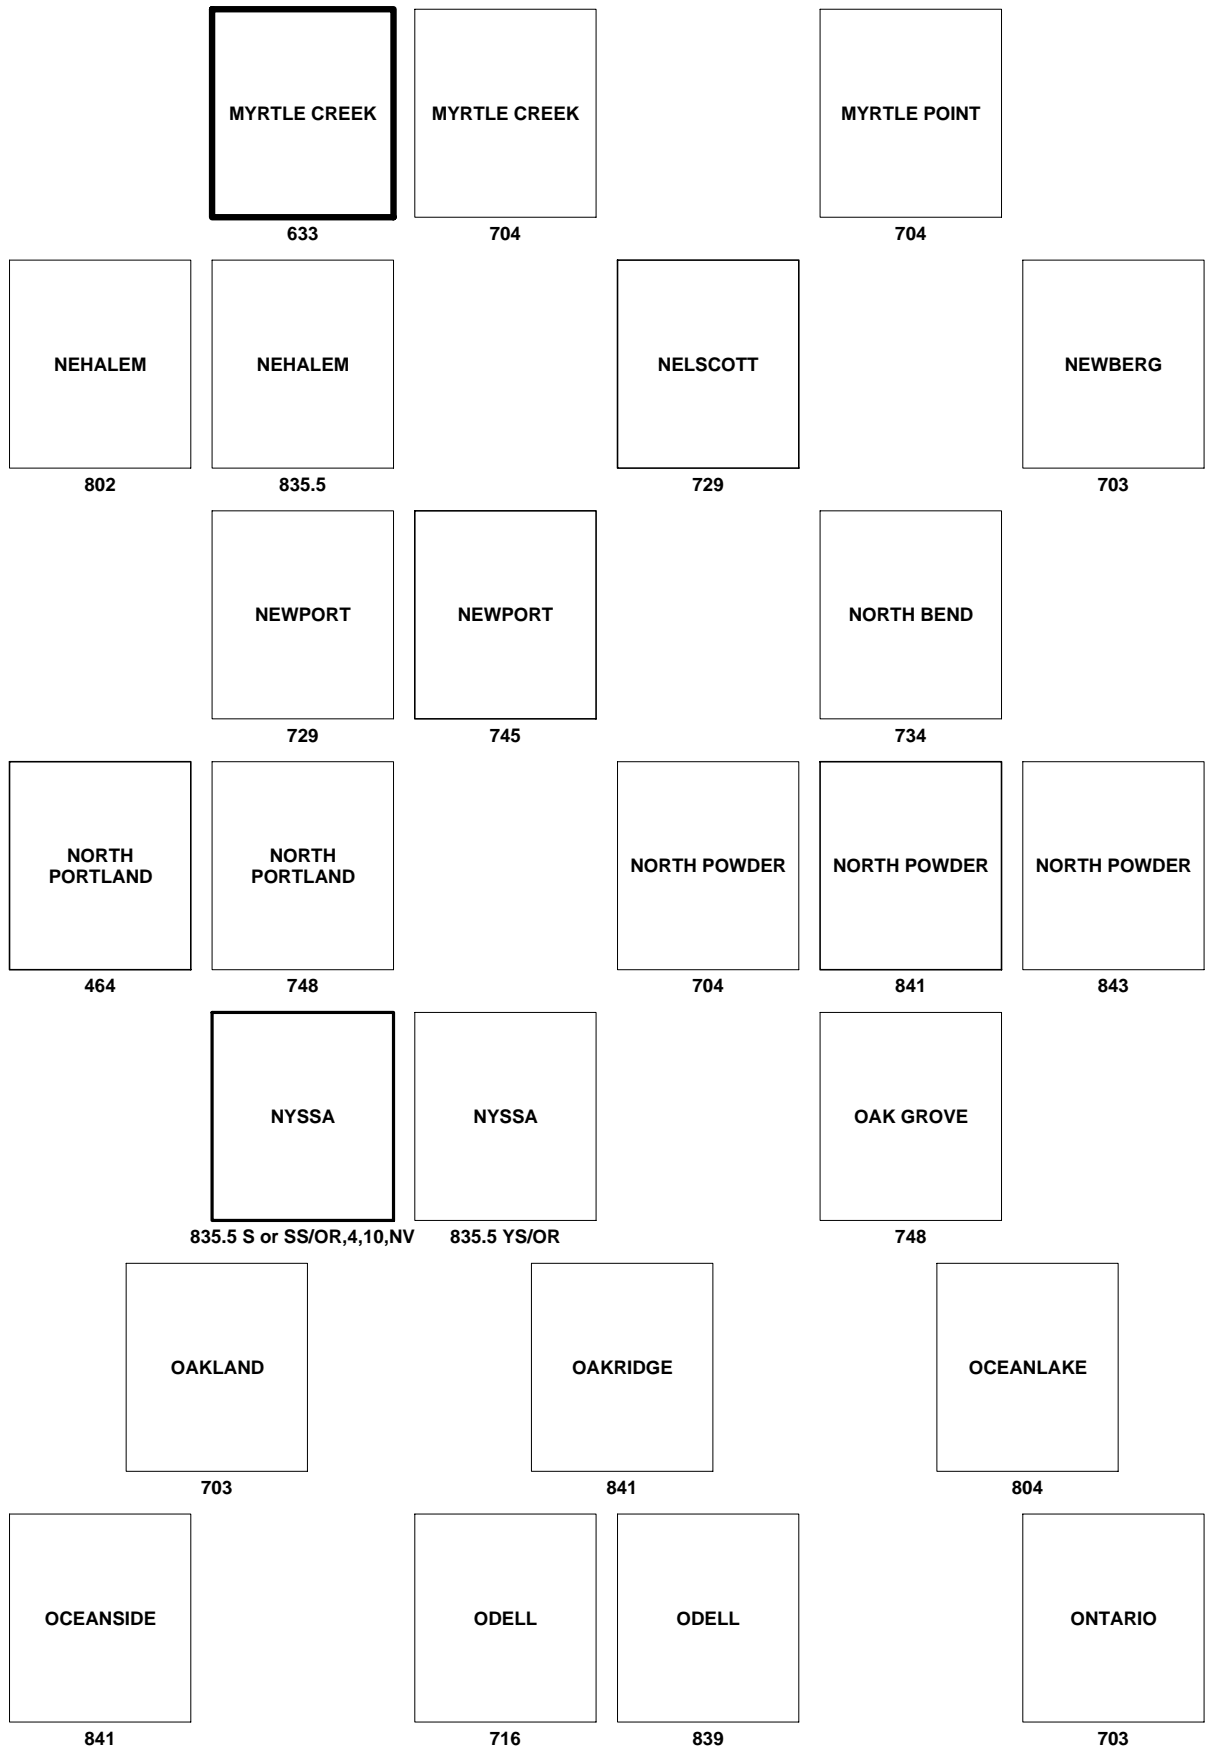 MYRTLE CREEK
MYRTLE CREEK
MYRTLE POINT
633
704
704
NEHALEM
NEHALEM
NELSCOTT
NEWBERG
802
835.5
729
703
NEWPORT
NEWPORT
NORTH BEND
729
745
734
NORTH
PORTLAND
NORTH
PORTLAND
NORTH POWDER
NORTH POWDER
NORTH POWDER
464
748
704
841
843
NYSSA
NYSSA
OAK GROVE
835.5 S or SS/OR,4,10,NV
835.5 YS/OR
748
OAKLAND
OAKRIDGE
OCEANLAKE
703
841
804
OCEANSIDE
ODELL
ODELL
ONTARIO
841
716
839
703